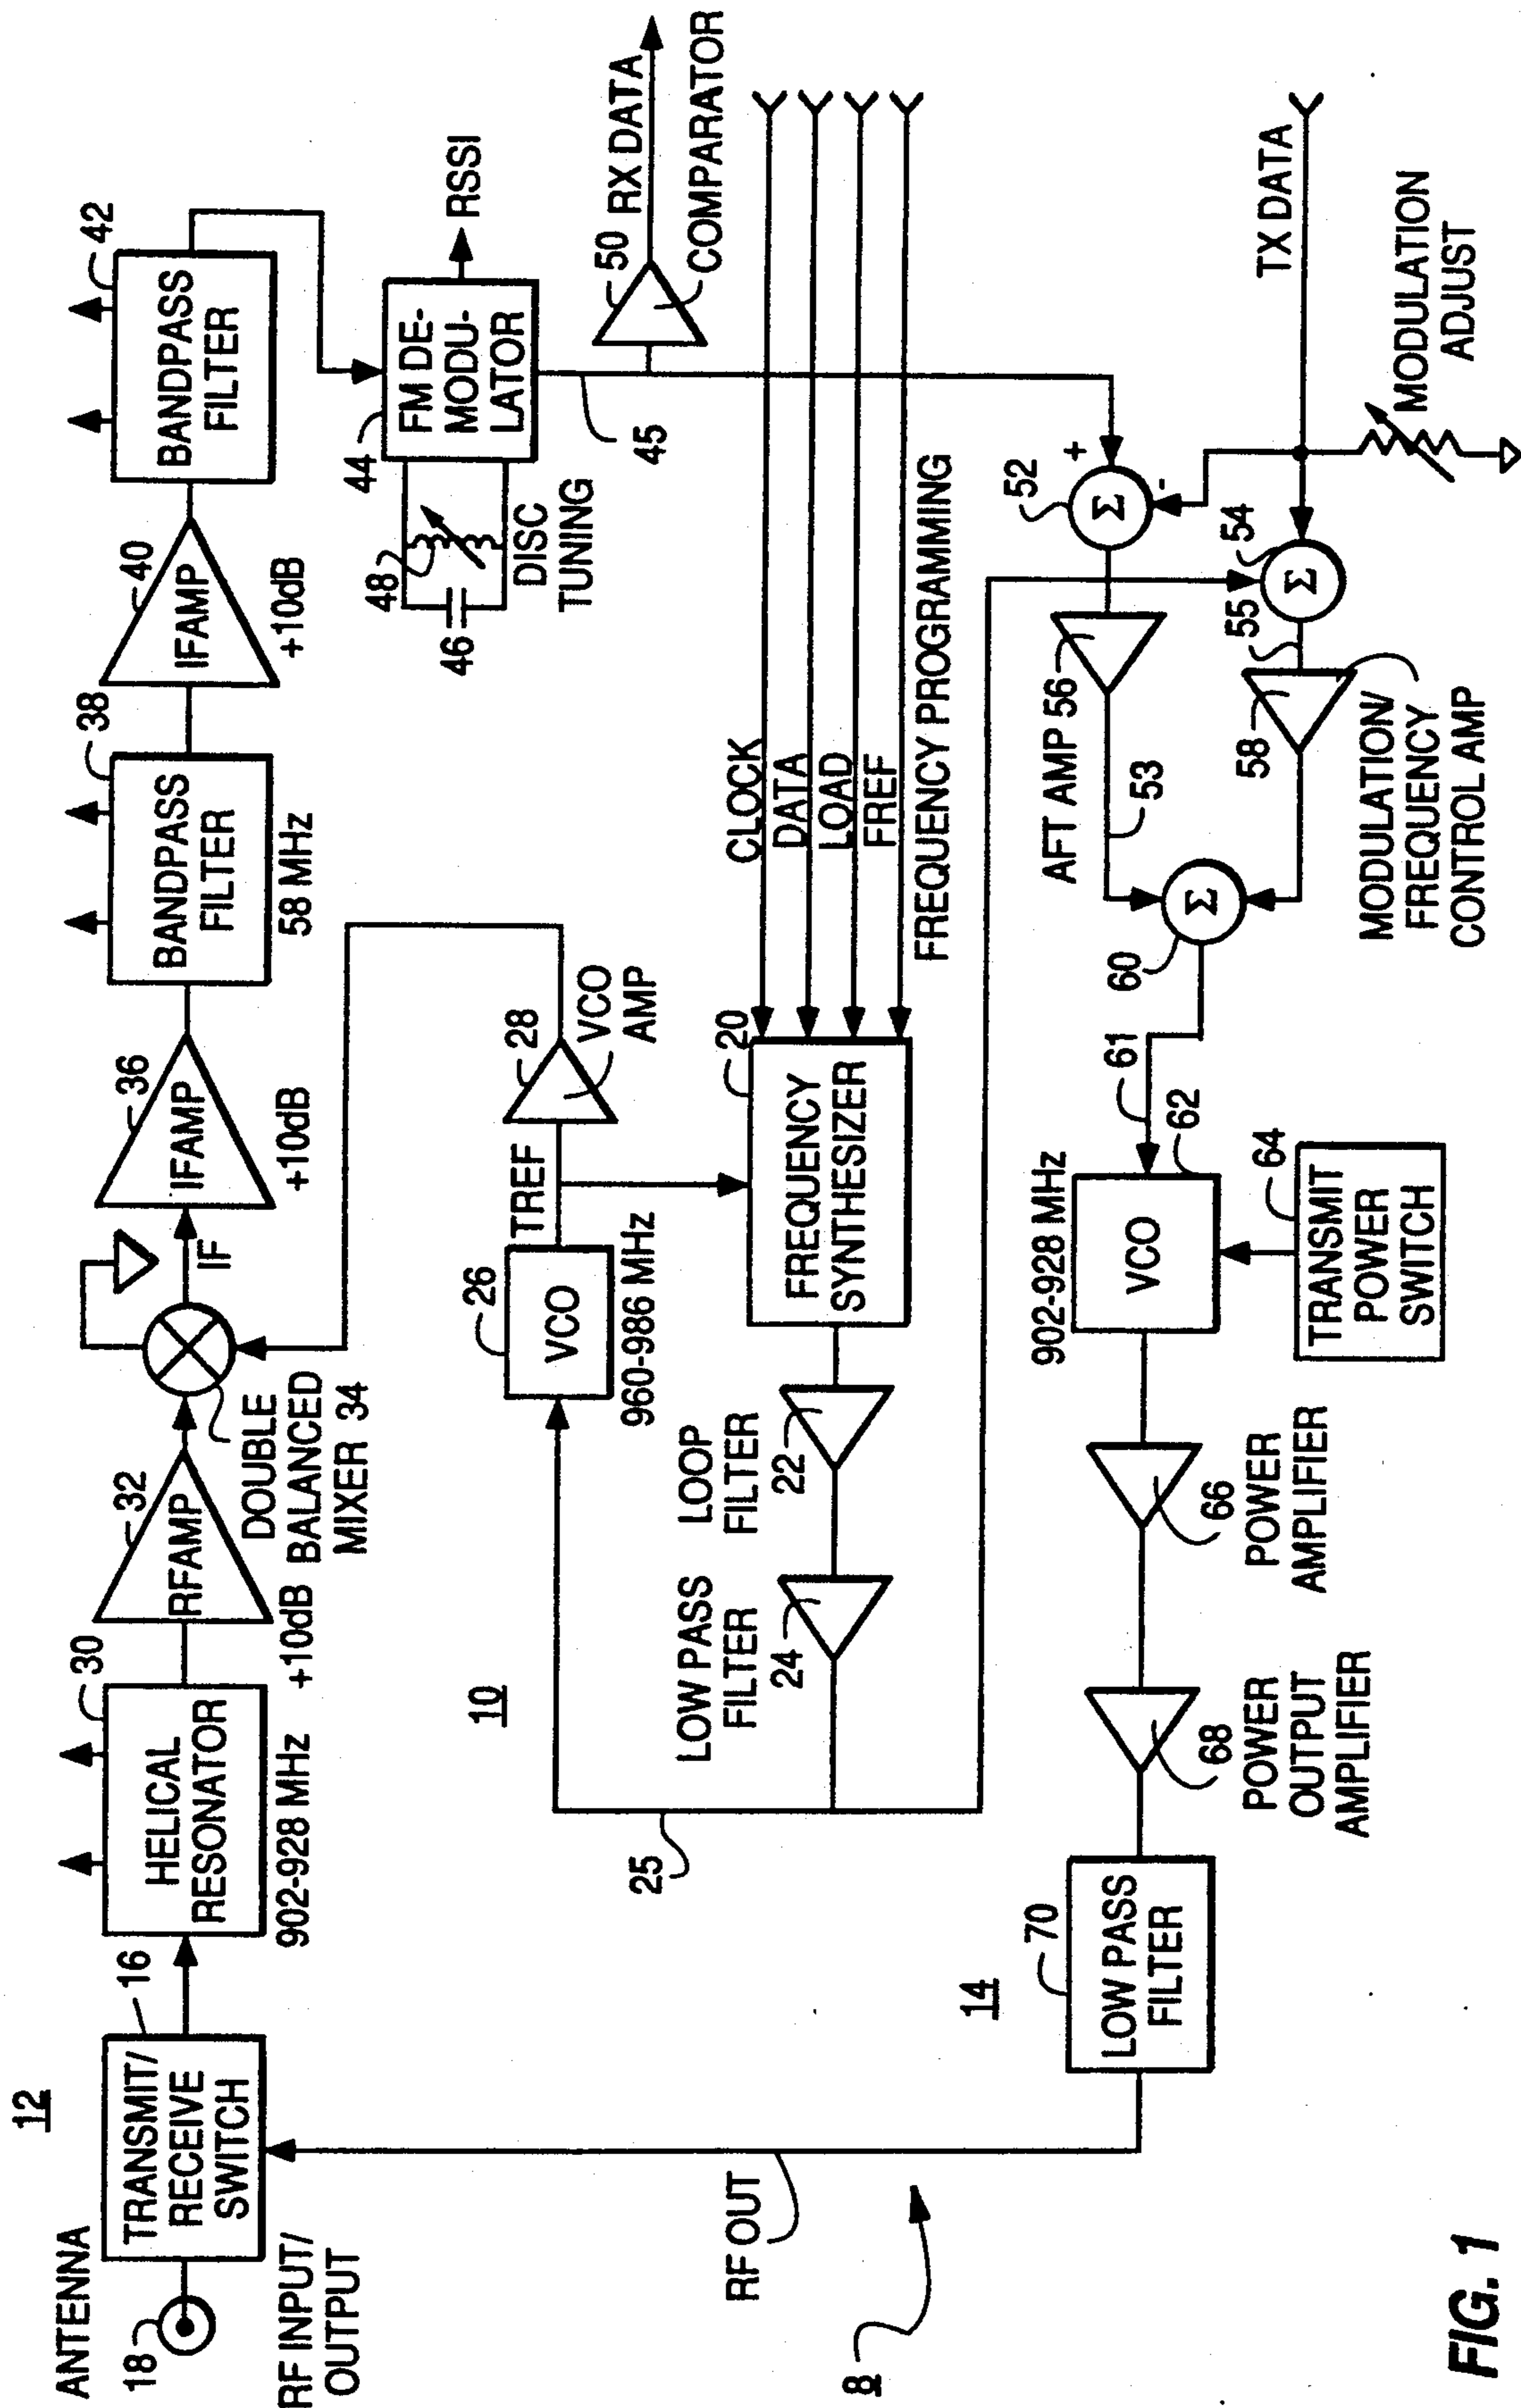 12
ANTENNA
18
RF INPUT/
OUTPUT
16
TRANSMIT/
RECEIVE
SWITCH
30
HELICAL
RESONATOR
902-928 MHz
32
RFAMP
+10dB
DOUBLE
BALANCED
MIXER 34
IF
36
IFAMP
+10dB
38
BANDPASS
FILTER
58 MHz
40
IFAMP
+10dB
42
BANDPASS
FILTER
44
FM DE-
MODU-
LATOR
RSSI
48
46
DISC
TUNING
45
50
RX DATA
COMPARATOR
10
26
VCO
960-986 MHz
TREF
28
VCO
AMP
20
FREQUENCY
SYNTHESIZER
CLOCK
DATA
LOAD
FREF
FREQUENCY PROGRAMMING
LOOP
FILTER
22
LOW PASS
FILTER
24
25
52
+
-
Σ
TX DATA
MODULATION
ADJUST
54
Σ
55
AFT AMP 56
53
58
MODULATION/
FREQUENCY
CONTROL AMP
60
Σ
61
62
902-928 MHz
VCO
64
TRANSMIT
POWER
SWITCH
66
POWER
AMPLIFIER
68
POWER
OUTPUT
AMPLIFIER
14
70
LOW PASS
FILTER
RF OUT
8
FIG. 1